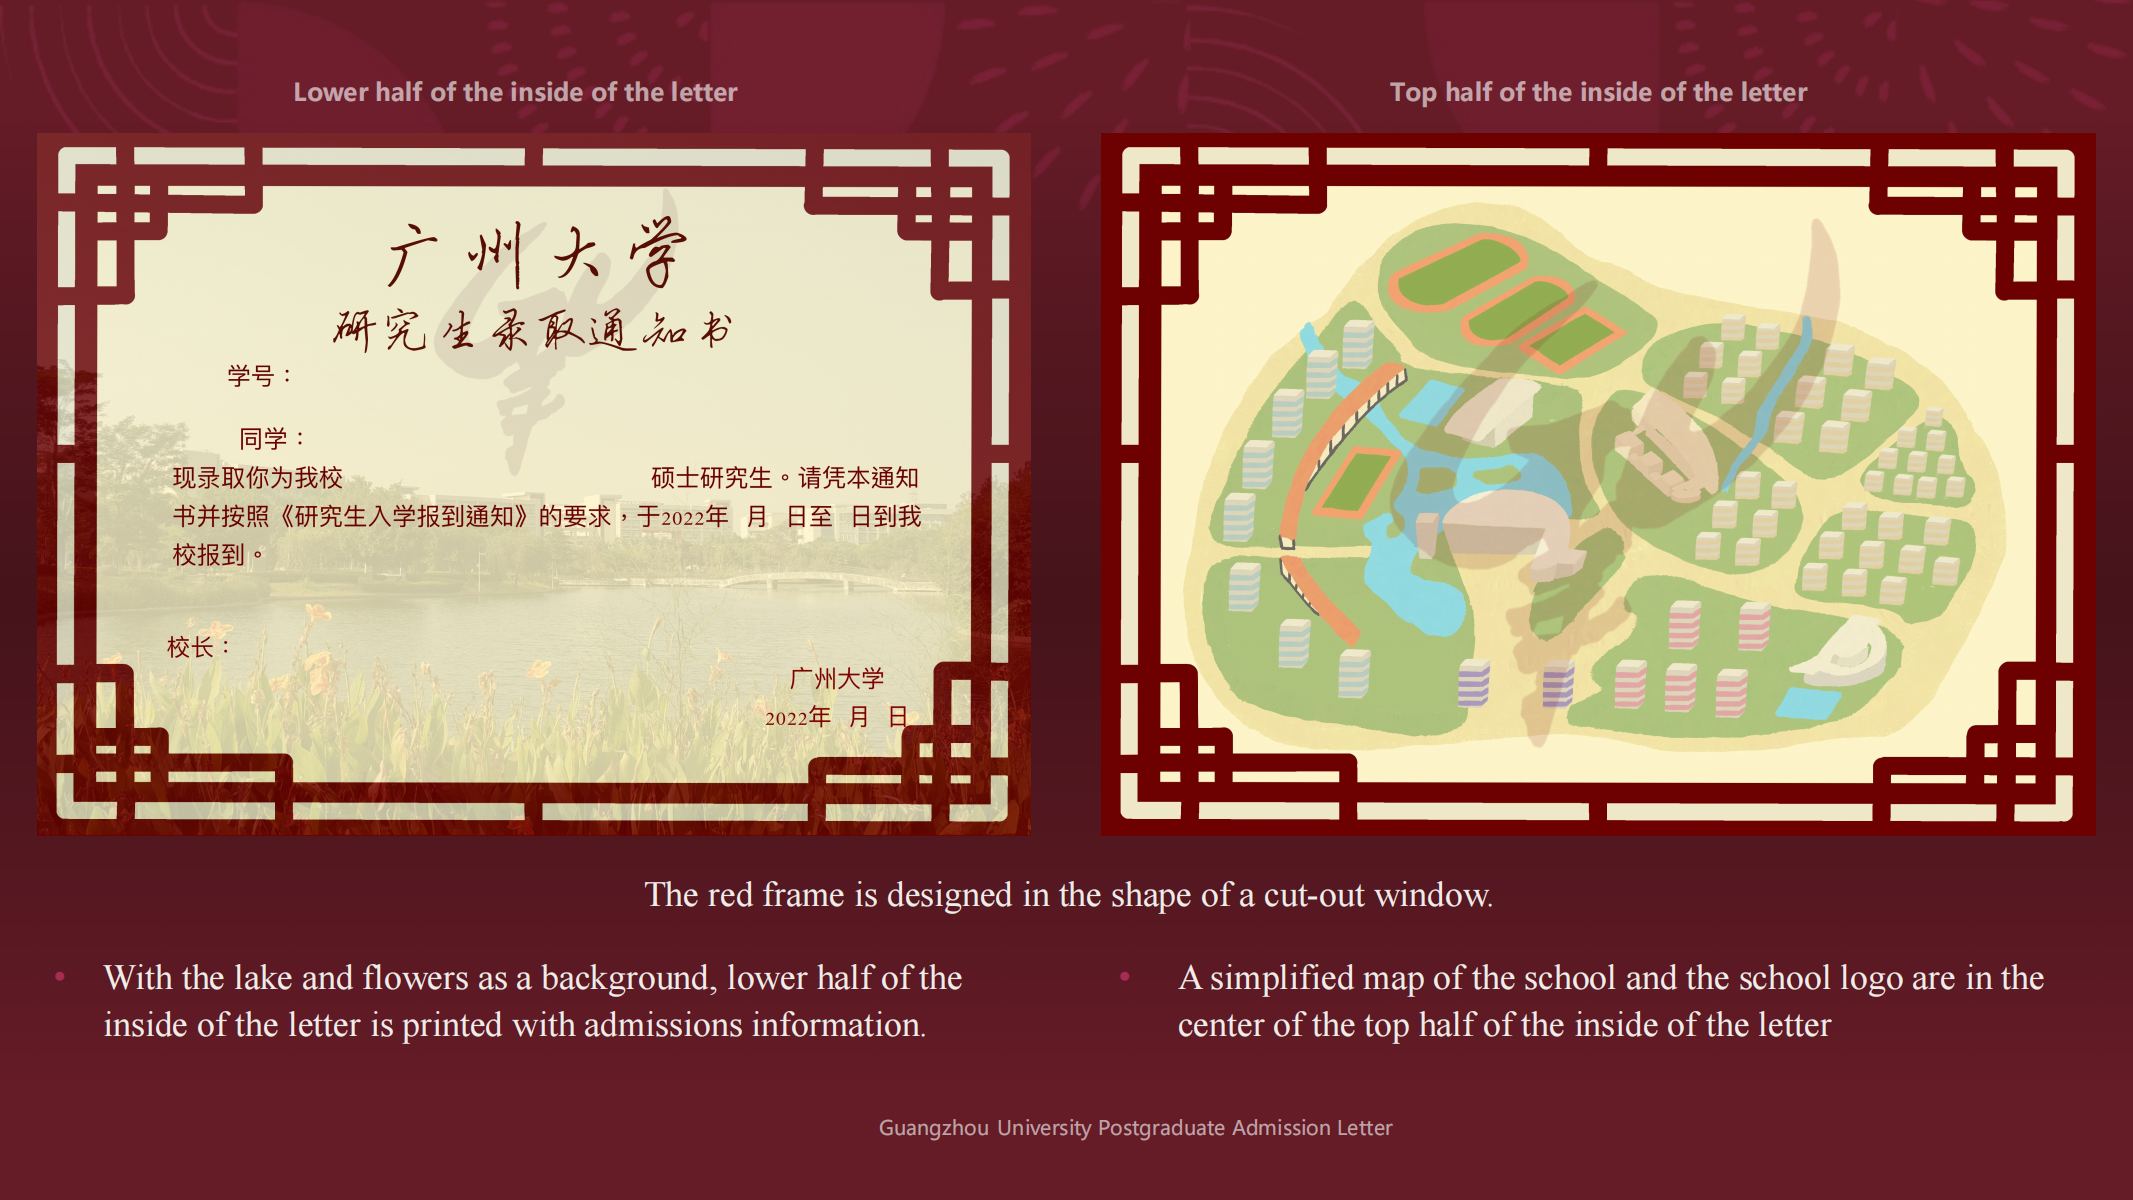 Lower half of the inside of the letter
广州大学
研究生录取通知书
学号：
同学：
现录取你为我校 硕士研究生。请凭本通知
书并按照《研究生入学报到通知》的要求，于2022年 月 日至 日到我
校报到。
校长：
广州大学
2022年 月 日
Top half of the inside of the letter
The red frame is designed in the shape of a cut-out window.
• With the lake and flowers as a background, lower half of the
inside of the letter is printed with admissions information.
• A simplified map of the school and the school logo are in the
center of the top half of the inside of the letter
Guangzhou University Postgraduate Admission Letter